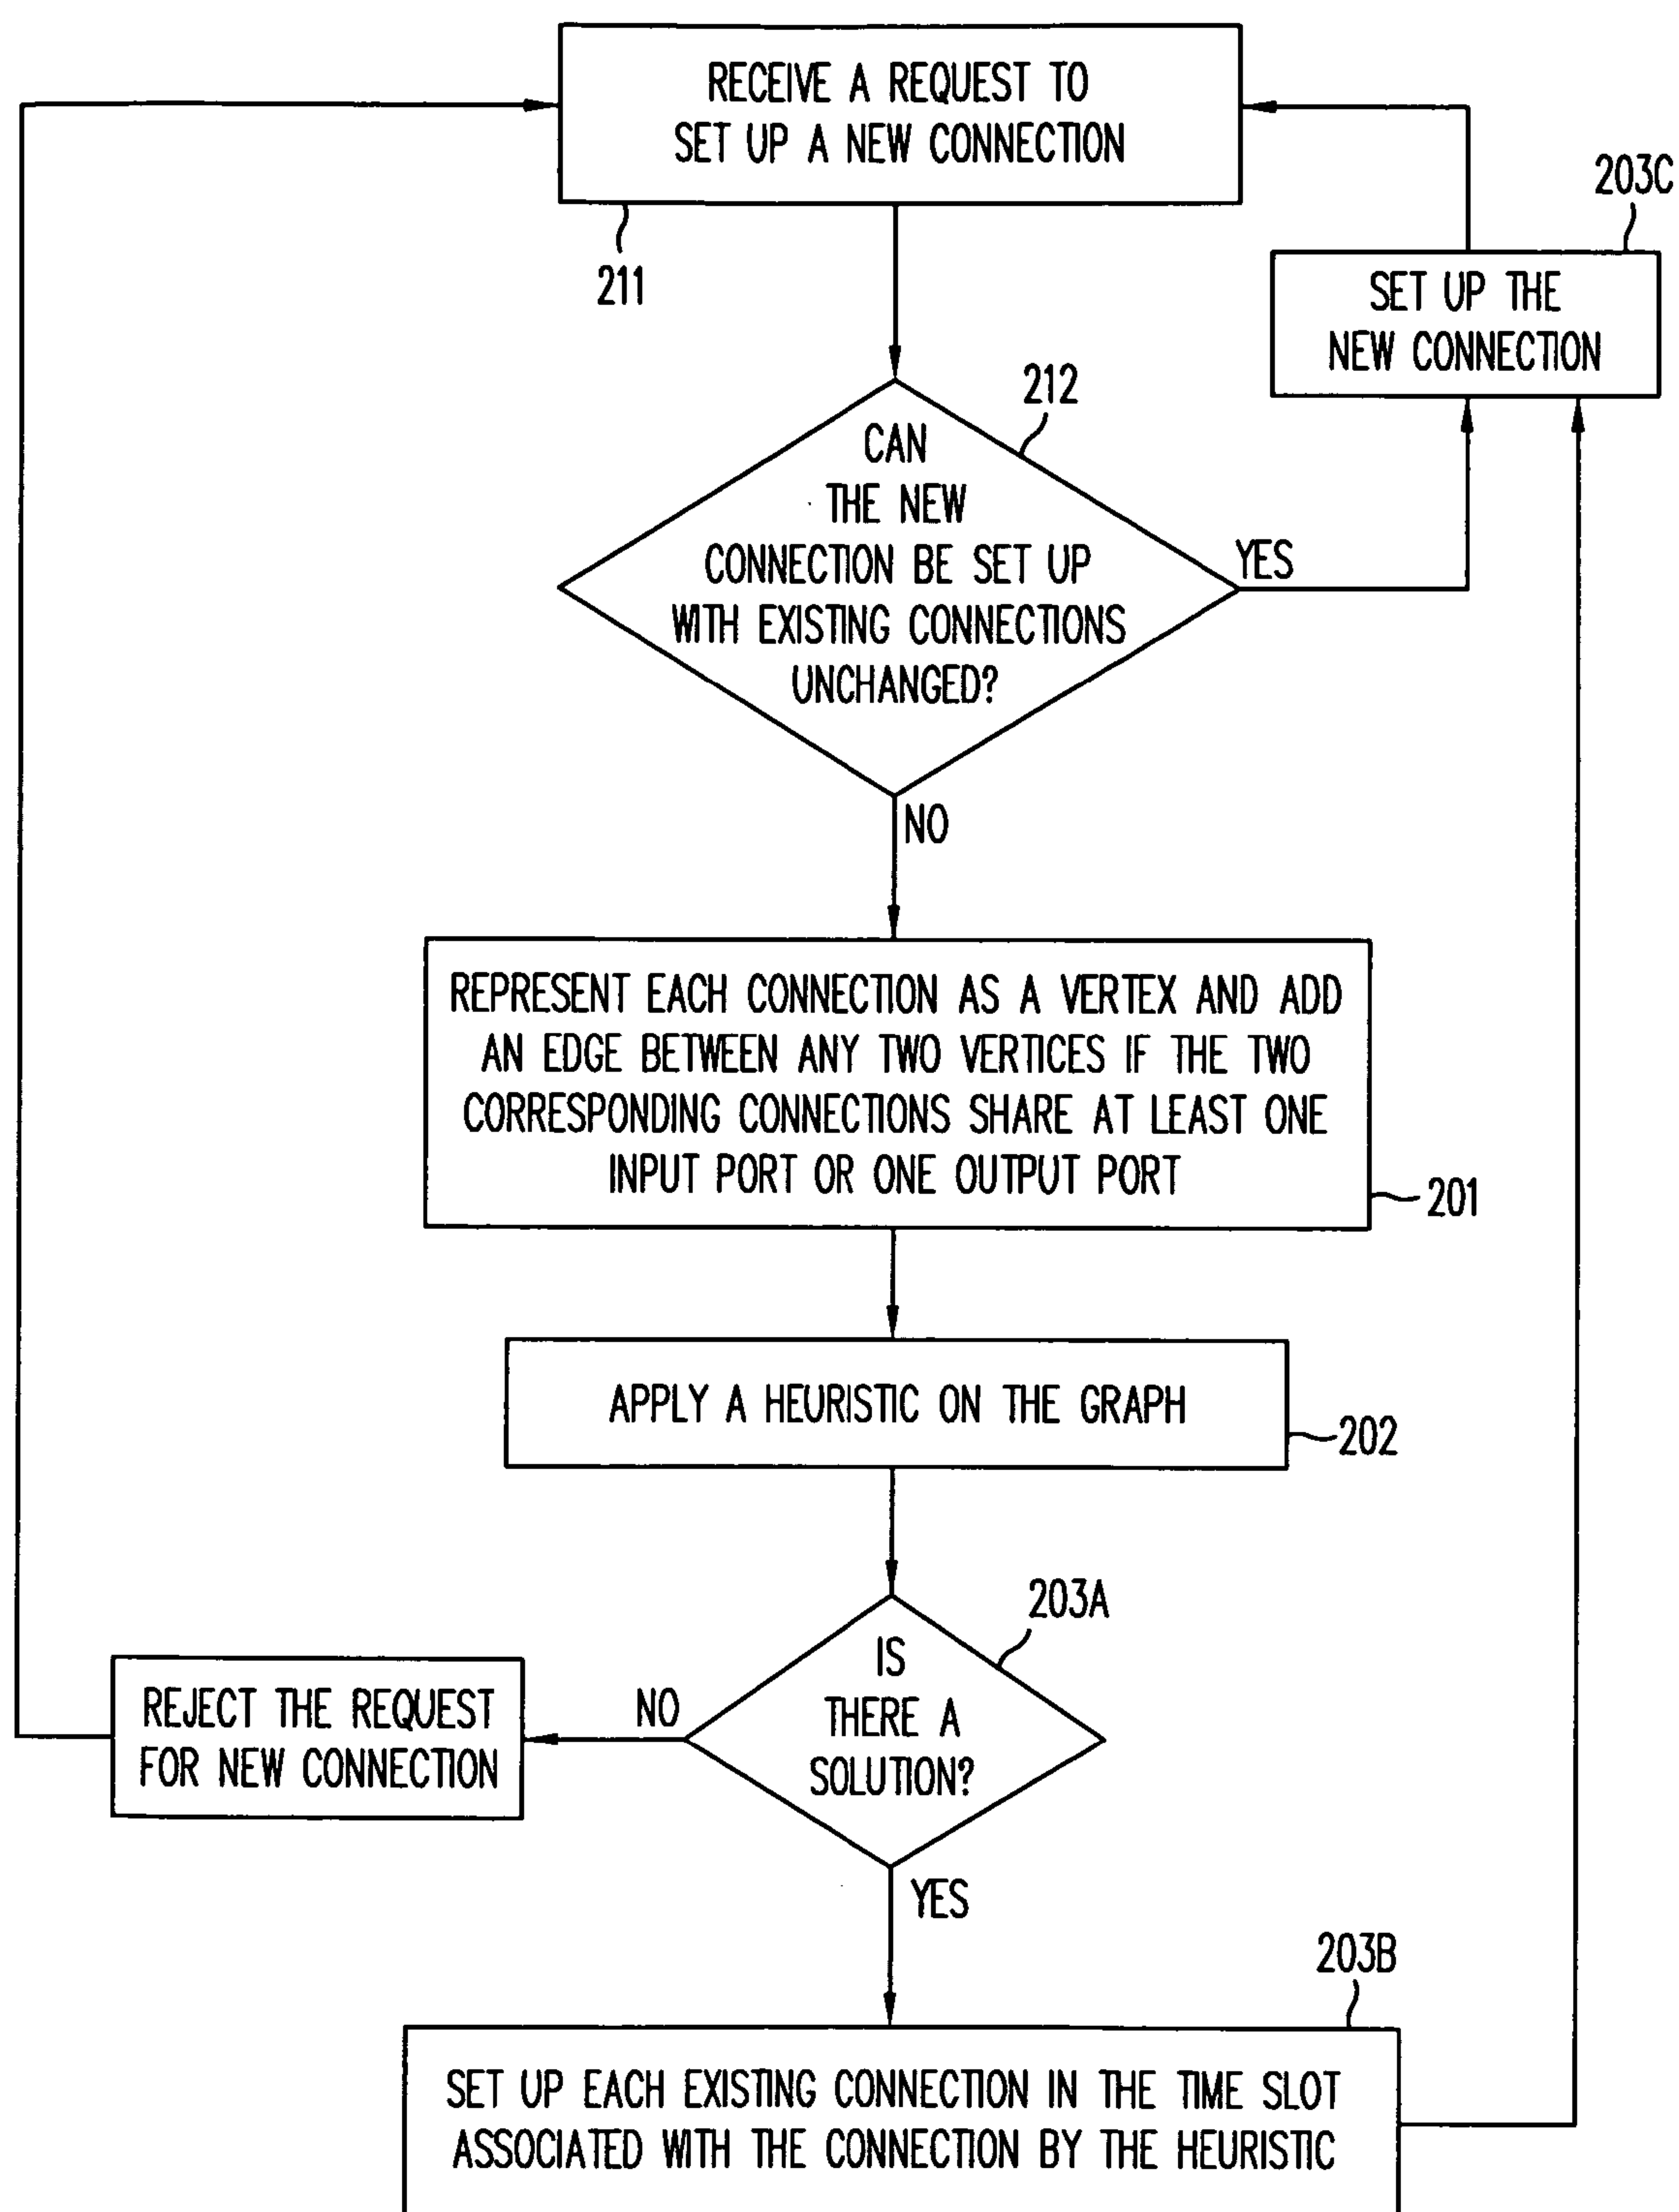 RECEIVE A REQUEST TO
SET UP A NEW CONNECTION
211
203C
SET UP THE
NEW CONNECTION
212
CAN
THE NEW
CONNECTION BE SET UP
WITH EXISTING CONNECTIONS
UNCHANGED?
YES
NO
REPRESENT EACH CONNECTION AS A VERTEX AND ADD
AN EDGE BETWEEN ANY TWO VERTICES IF THE TWO
CORRESPONDING CONNECTIONS SHARE AT LEAST ONE
INPUT PORT OR ONE OUTPUT PORT
201
APPLY A HEURISTIC ON THE GRAPH
202
203A
IS
THERE A
SOLUTION?
NO
REJECT THE REQUEST
FOR NEW CONNECTION
YES
203B
SET UP EACH EXISTING CONNECTION IN THE TIME SLOT
ASSOCIATED WITH THE CONNECTION BY THE HEURISTIC